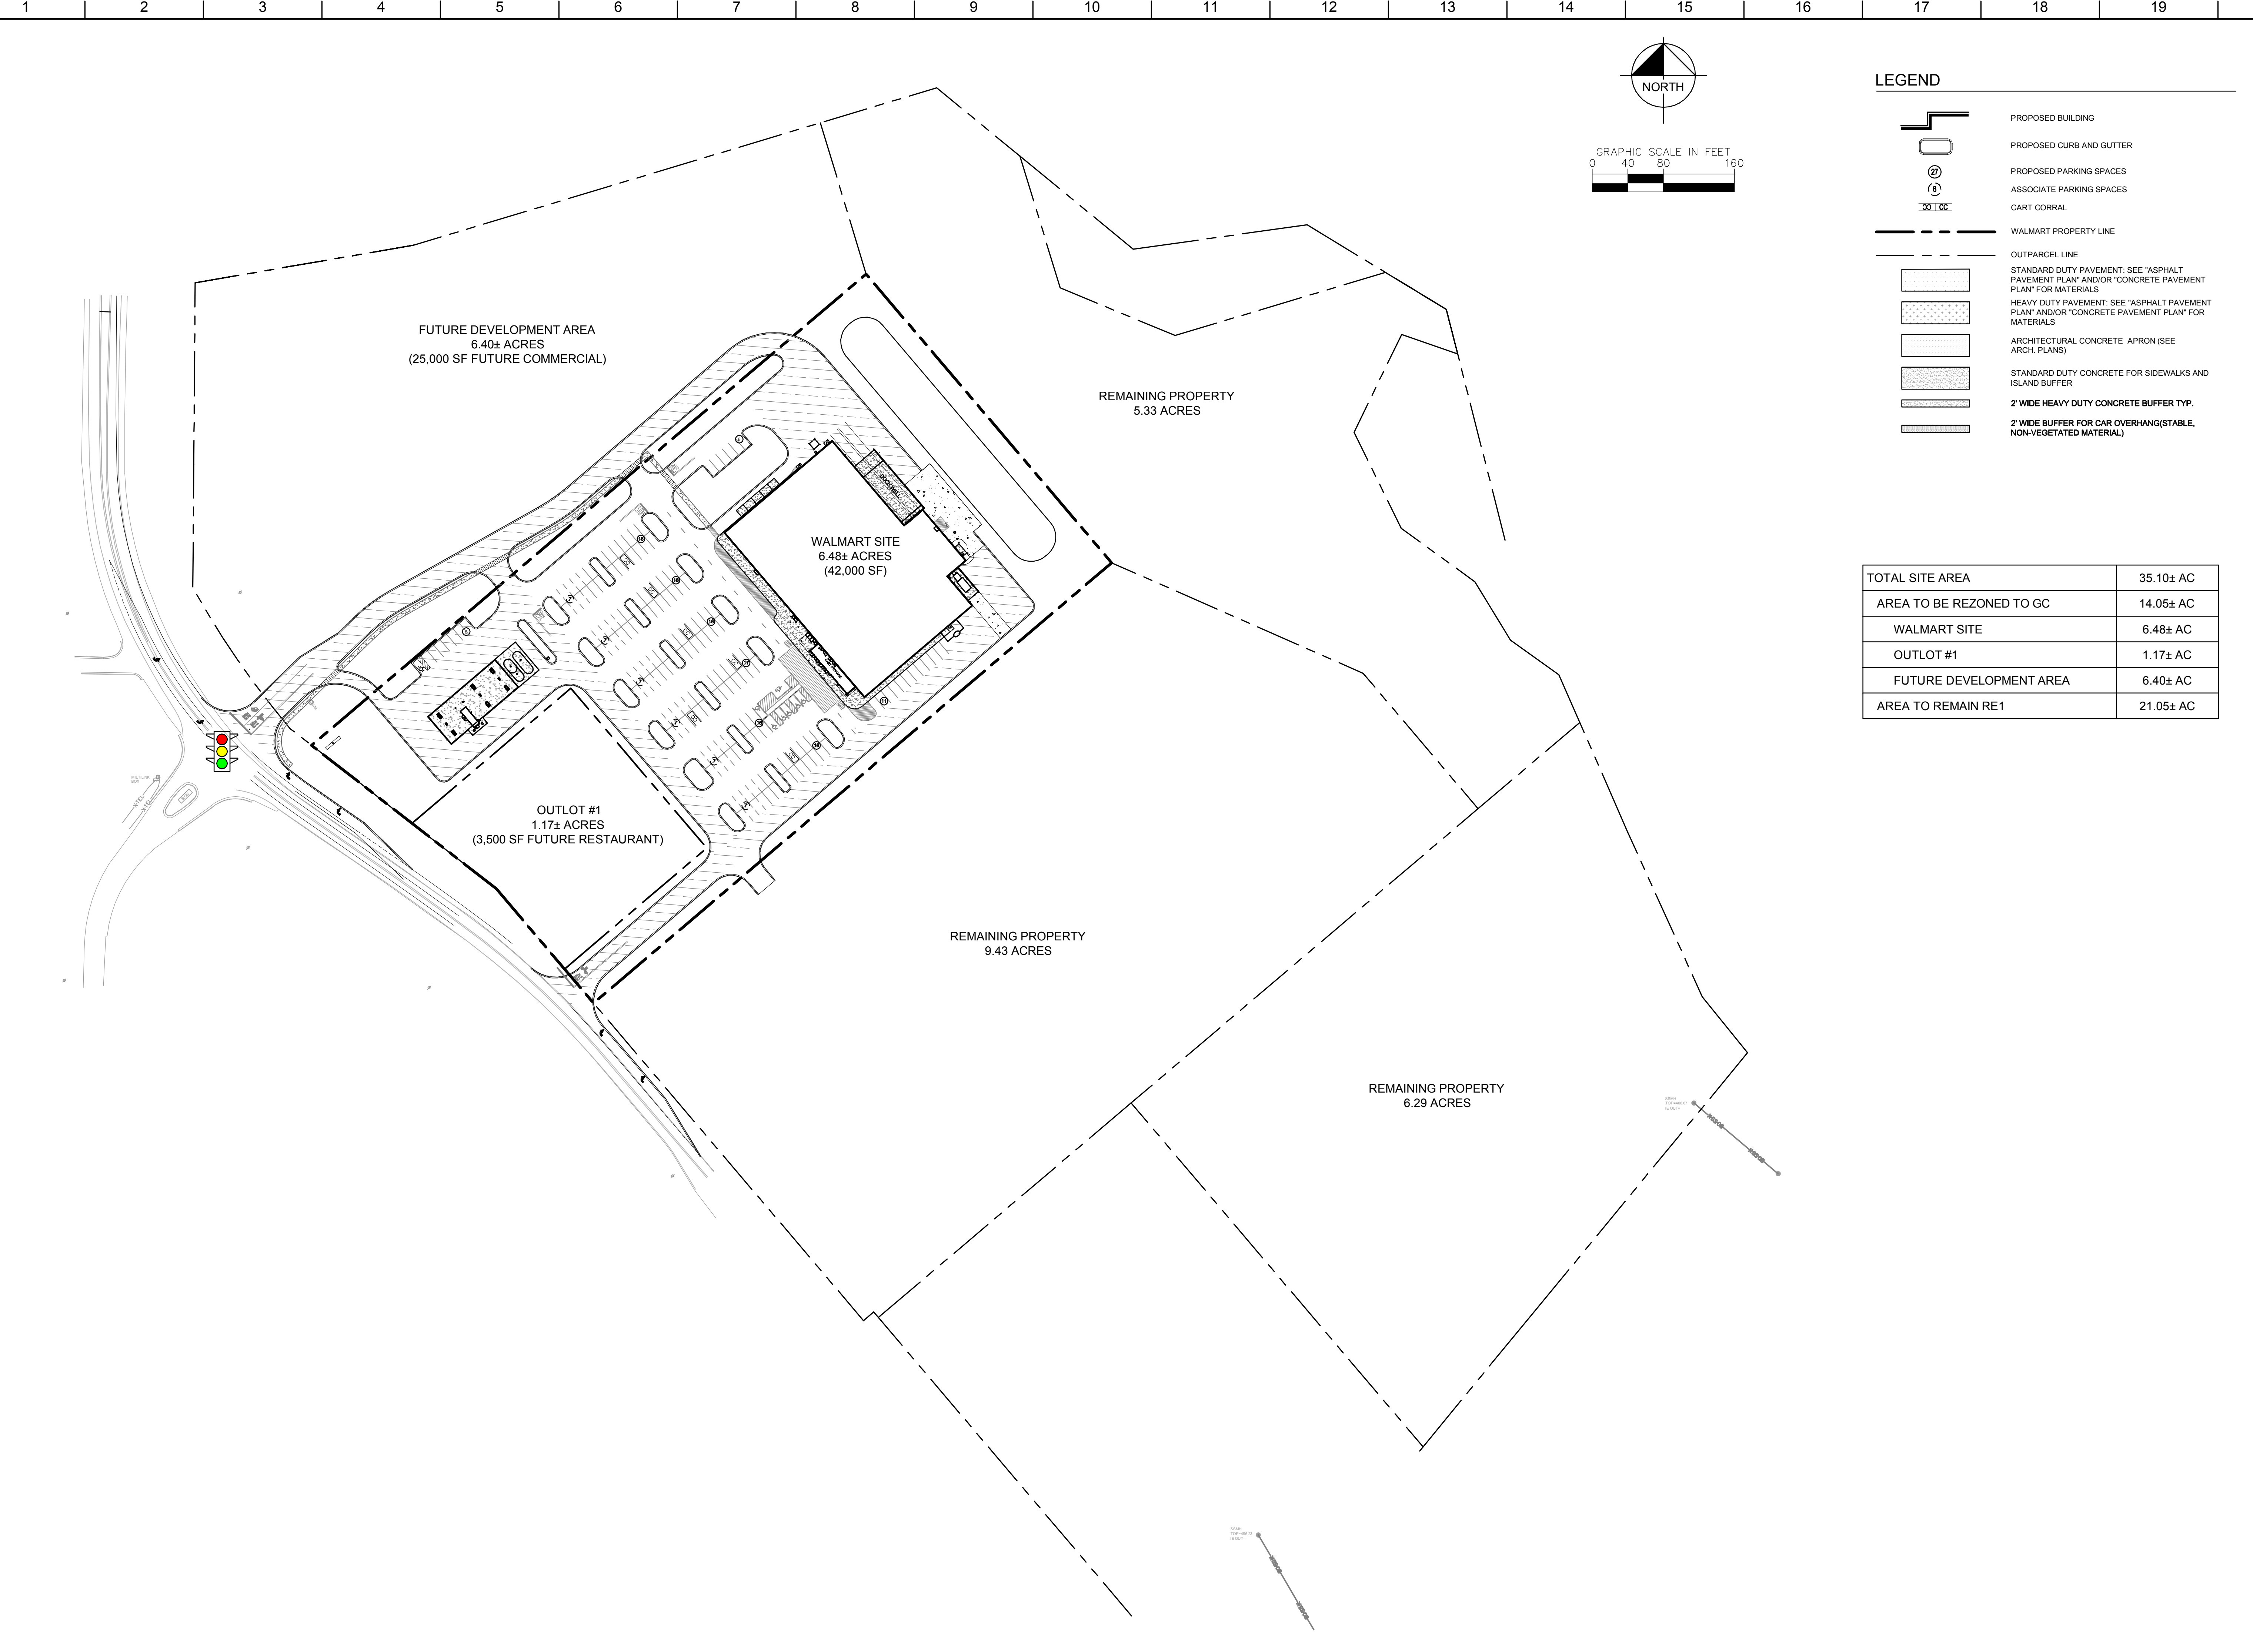 1 2 3 4 5 6 7 8 9 10 11 12 13 14 15 16 17 18 19
NORTH
GRAPHIC SCALE IN FEET
0 40 80 160
LEGEND
PROPOSED BUILDING
PROPOSED CURB AND GUTTER
27 PROPOSED PARKING SPACES
6 ASSOCIATE PARKING SPACES
CART CORRAL
WALMART PROPERTY LINE
OUTPARCEL LINE
STANDARD DUTY PAVEMENT: SEE "ASPHALT
PAVEMENT PLAN" AND/OR "CONCRETE PAVEMENT
PLAN" FOR MATERIALS
HEAVY DUTY PAVEMENT: SEE "ASPHALT PAVEMENT
PLAN" AND/OR "CONCRETE PAVEMENT PLAN" FOR
MATERIALS
ARCHITECTURAL CONCRETE APRON (SEE
ARCH. PLANS)
STANDARD DUTY CONCRETE FOR SIDEWALKS AND
ISLAND BUFFER
2' WIDE HEAVY DUTY CONCRETE BUFFER TYP.
2' WIDE BUFFER FOR CAR OVERHANG(STABLE,
NON-VEGETATED MATERIAL)
FUTURE DEVELOPMENT AREA
6.40± ACRES
(25,000 SF FUTURE COMMERCIAL)
REMAINING PROPERTY
5.33 ACRES
WALMART SITE
6.48± ACRES
(42,000 SF)
TOTAL SITE AREA 35.10± AC
AREA TO BE REZONED TO GC 14.05± AC
WALMART SITE 6.48± AC
OUTLOT #1 1.17± AC
FUTURE DEVELOPMENT AREA 6.40± AC
AREA TO REMAIN RE1 21.05± AC
OUTLOT #1
1.17± ACRES
(3,500 SF FUTURE RESTAURANT)
REMAINING PROPERTY
9.43 ACRES
REMAINING PROPERTY
6.29 ACRES